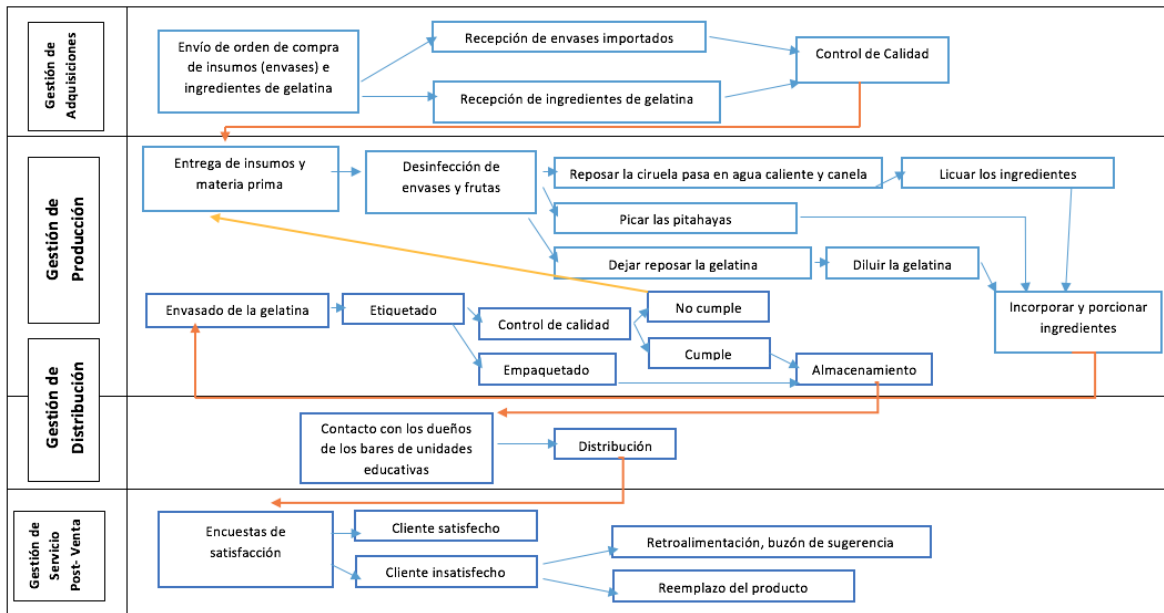 Gestión de
Adquisiciones
Envío de orden de compra
de insumos (envases) e
ingredientes de gelatina
Recepción de envases importados
Recepción de ingredientes de gelatina
Control de Calidad
Gestión de
Producción
Entrega de insumos y
materia prima
Desinfección de
envases y frutas
Reposar la ciruela pasa en agua caliente y canela
Licuar los ingredientes
Picar las pitahayas
Dejar reposar la gelatina
Diluir la gelatina
Incorporar y porcionar
ingredientes
Envasado de la gelatina
Etiquetado
Control de calidad
No cumple
Cumple
Empaquetado
Almacenamiento
Gestión de
Distribución
Contacto con los dueños
de los bares de unidades
educativas
Distribución
Gestión de
Servicio
Post- Venta
Encuestas de
satisfacción
Cliente satisfecho
Cliente insatisfecho
Retroalimentación, buzón de sugerencia
Reemplazo del producto